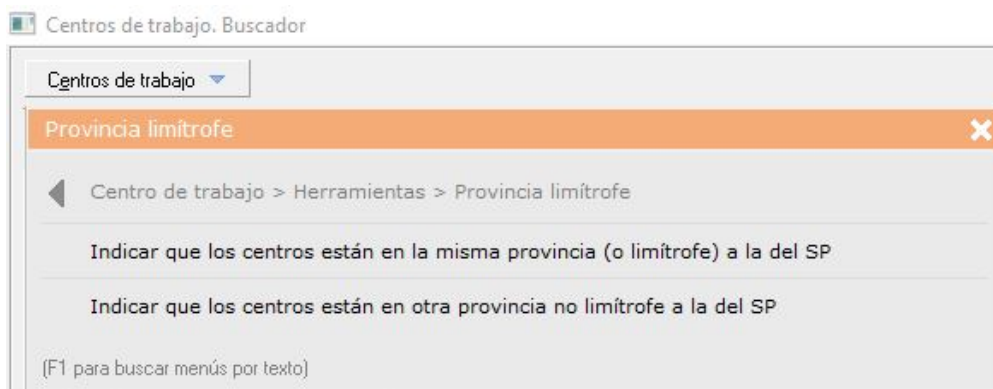 Centros de trabajo. Buscador
Centros de trabajo
Provincia limítrofe
Centro de trabajo > Herramientas > Provincia limítrofe
Indicar que los centros están en la misma provincia (o limítrofe) a la del SP
Indicar que los centros están en otra provincia no limítrofe a la del SP
(F1 para buscar menús por texto)